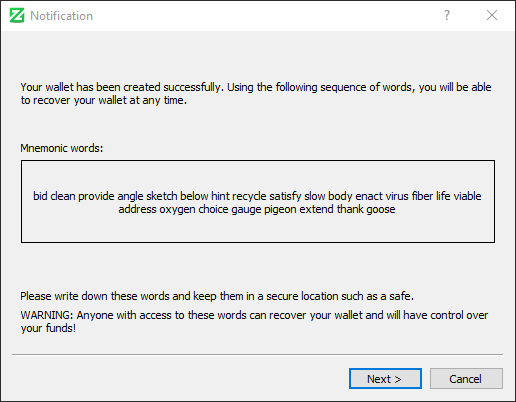 Notification
Your wallet has been created successfully. Using the following sequence of words, you will be able
to recover your wallet at any time.
Mnemonic words:
bid clean provide angle sketch below hint recycle satisfy slow body enact virus fiber life viable
address oxygen choice gauge pigeon extend thank goose
Please write down these words and keep them in a secure location such as a safe.
WARNING: Anyone with access to these words can recover your wallet and will have control over
your funds!
Next >
Cancel